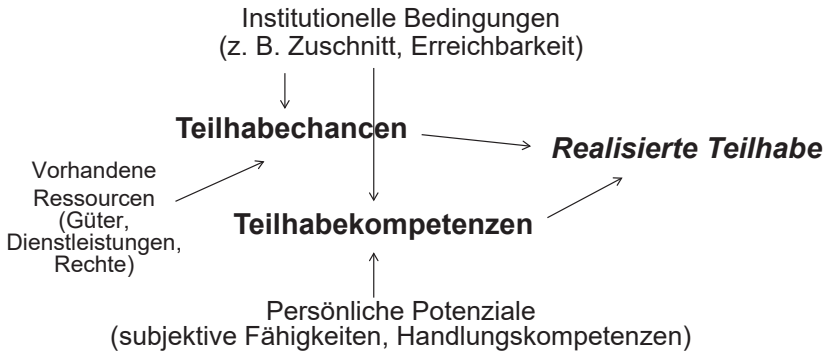 Institutionelle Bedingungen
(z. B. Zuschnitt, Erreichbarkeit)
Teilhabechancen
Realisierte Teilhabe
Vorhandene
Ressourcen
(Güter,
Dienstleistungen,
Rechte)
Teilhabekompetenzen
Persönliche Potenziale
(subjektive Fähigkeiten, Handlungskompetenzen)